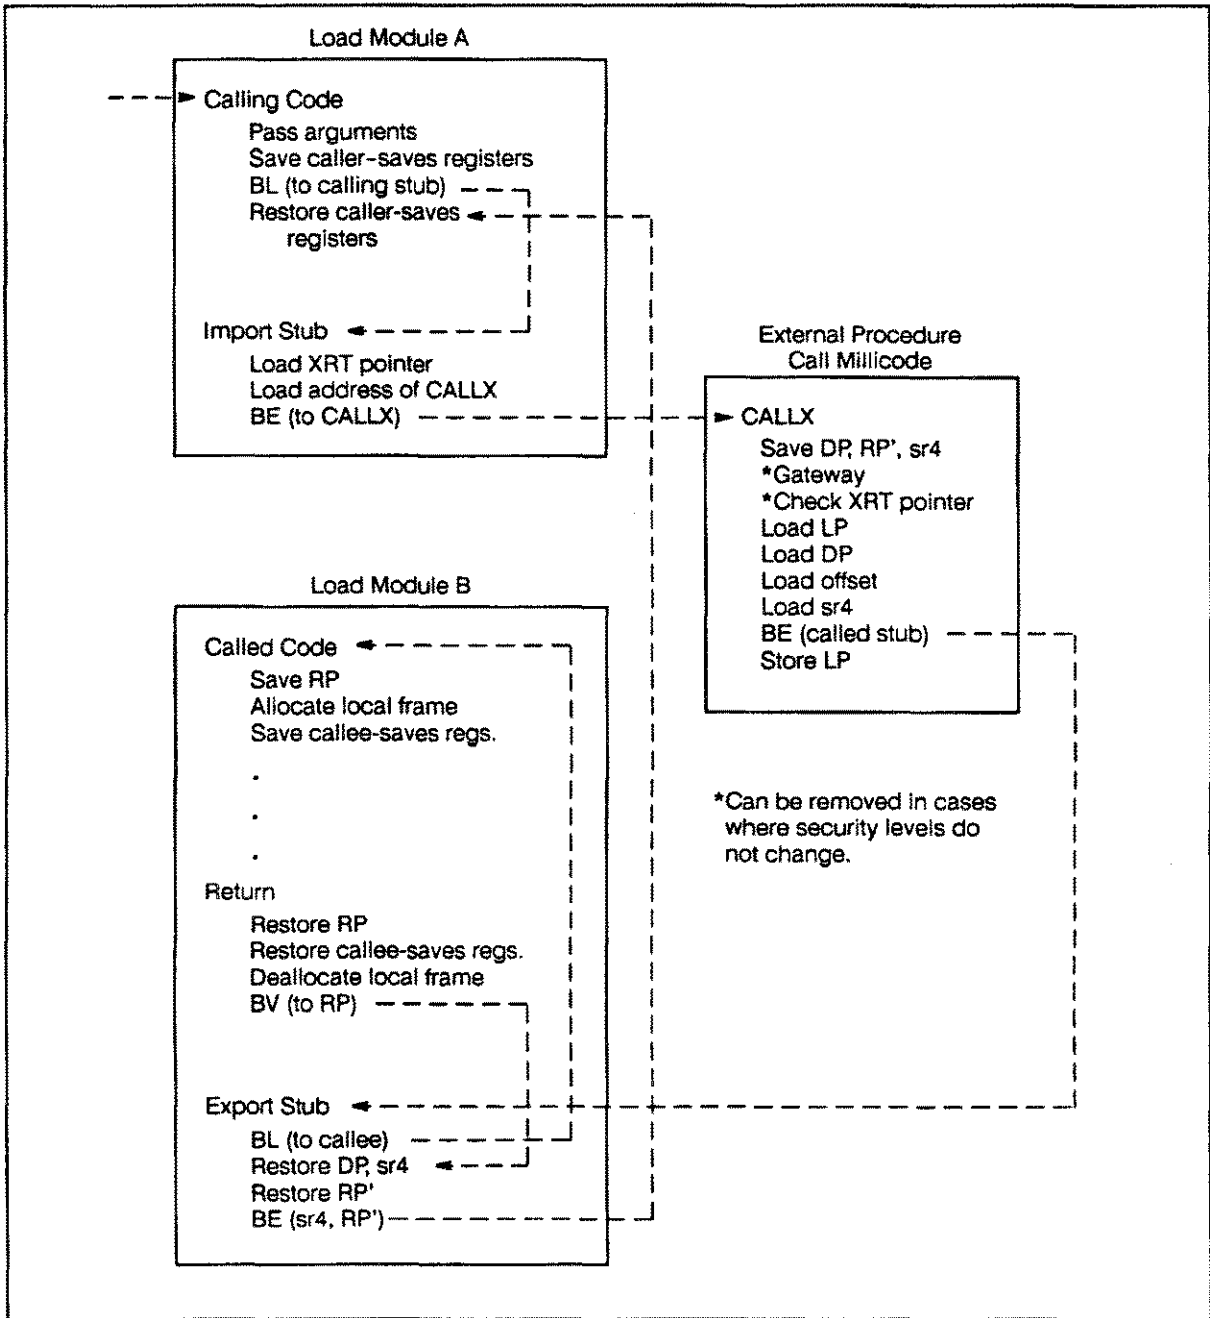 Load Module A
Calling Code
Pass arguments
Save caller-saves registers
BL (to calling stub)
Restore caller-saves
registers
Import Stub
Load XRT pointer
Load address of CALLX
BE (to CALLX)
External Procedure
Call Millicode
CALLX
Save DP, RP', sr4
*Gateway
*Check XRT pointer
Load LP
Load DP
Load offset
Load sr4
BE (called stub)
Store LP
*Can be removed in cases
where security levels do
not change.
Load Module B
Called Code
Save RP
Allocate local frame
Save callee-saves regs.
.
.
.
Return
Restore RP
Restore callee-saves regs.
Deallocate local frame
BV (to RP)
Export Stub
BL (to callee)
Restore DP, sr4
Restore RP'
BE (sr4, RP')